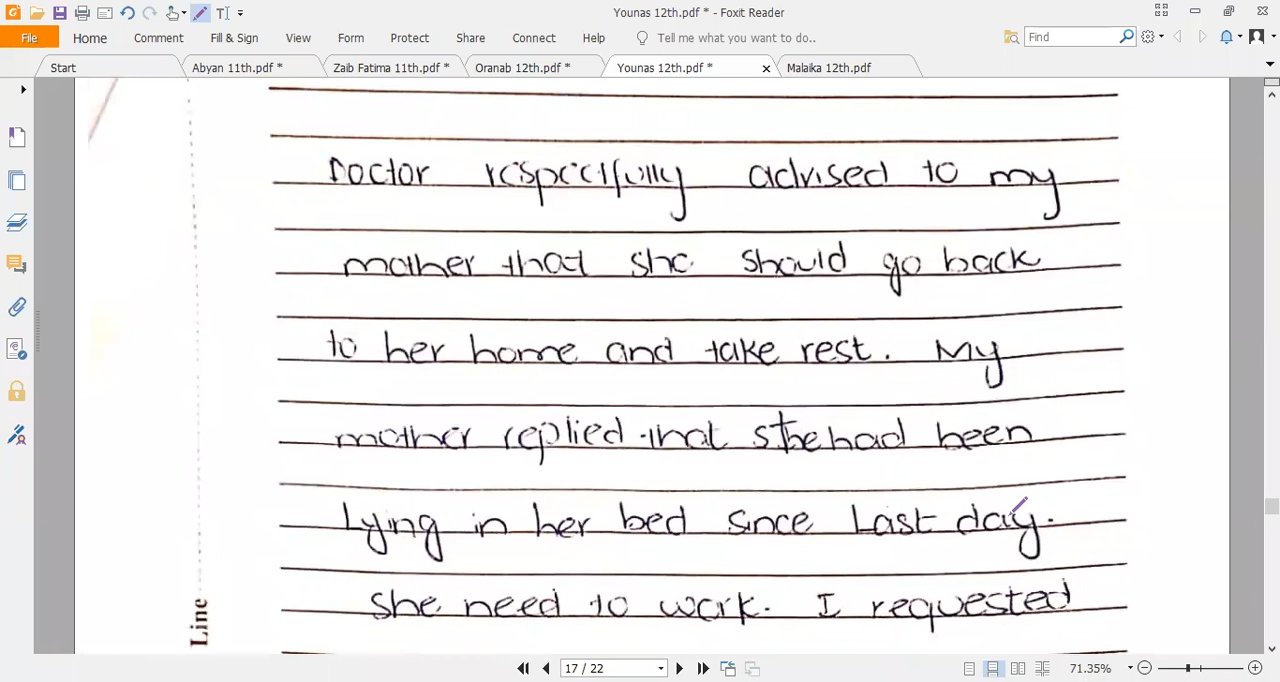 Younas 12th.pdf * - Foxit Reader
File Home Comment Fill & Sign View Form Protect Share Connect Help Tell me what you want to do.. Find
Start Abyan 11th.pdf * Zaib Fatima 11th.pdf * Oranab 12th.pdf * Younas 12th.pdf * Malaika 12th.pdf
Doctor respectfully advised to my
mother that she should go back
to her home and take rest. My
mother replied that she had been
Lying in her bed since Last day.
She need to work. I requested
Line
17 / 22 71.35%